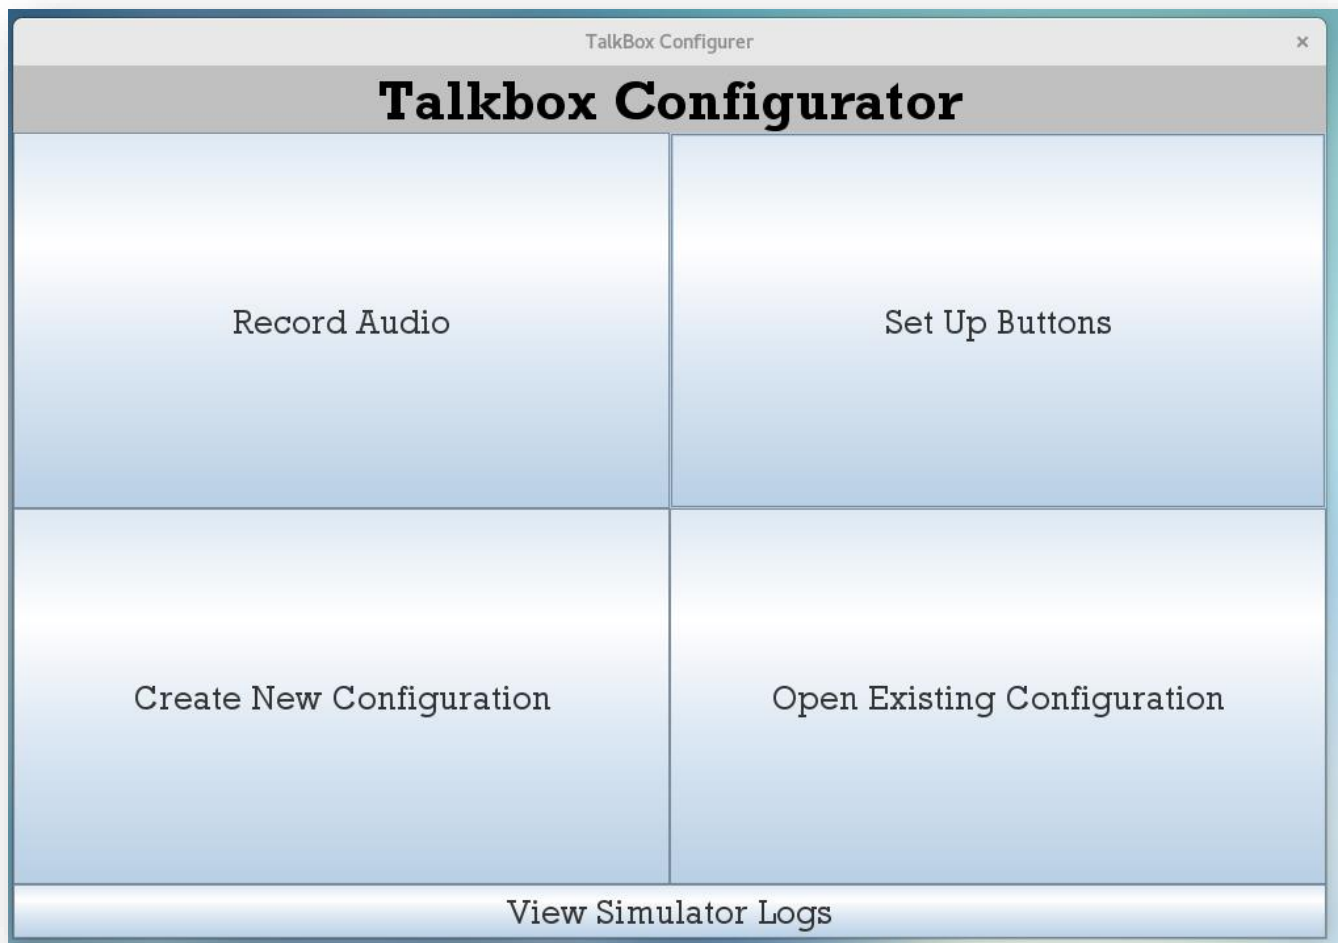 TalkBox Configurer ×
Talkbox Configurator
Record Audio
Set Up Buttons
Create New Configuration
Open Existing Configuration
View Simulator Logs